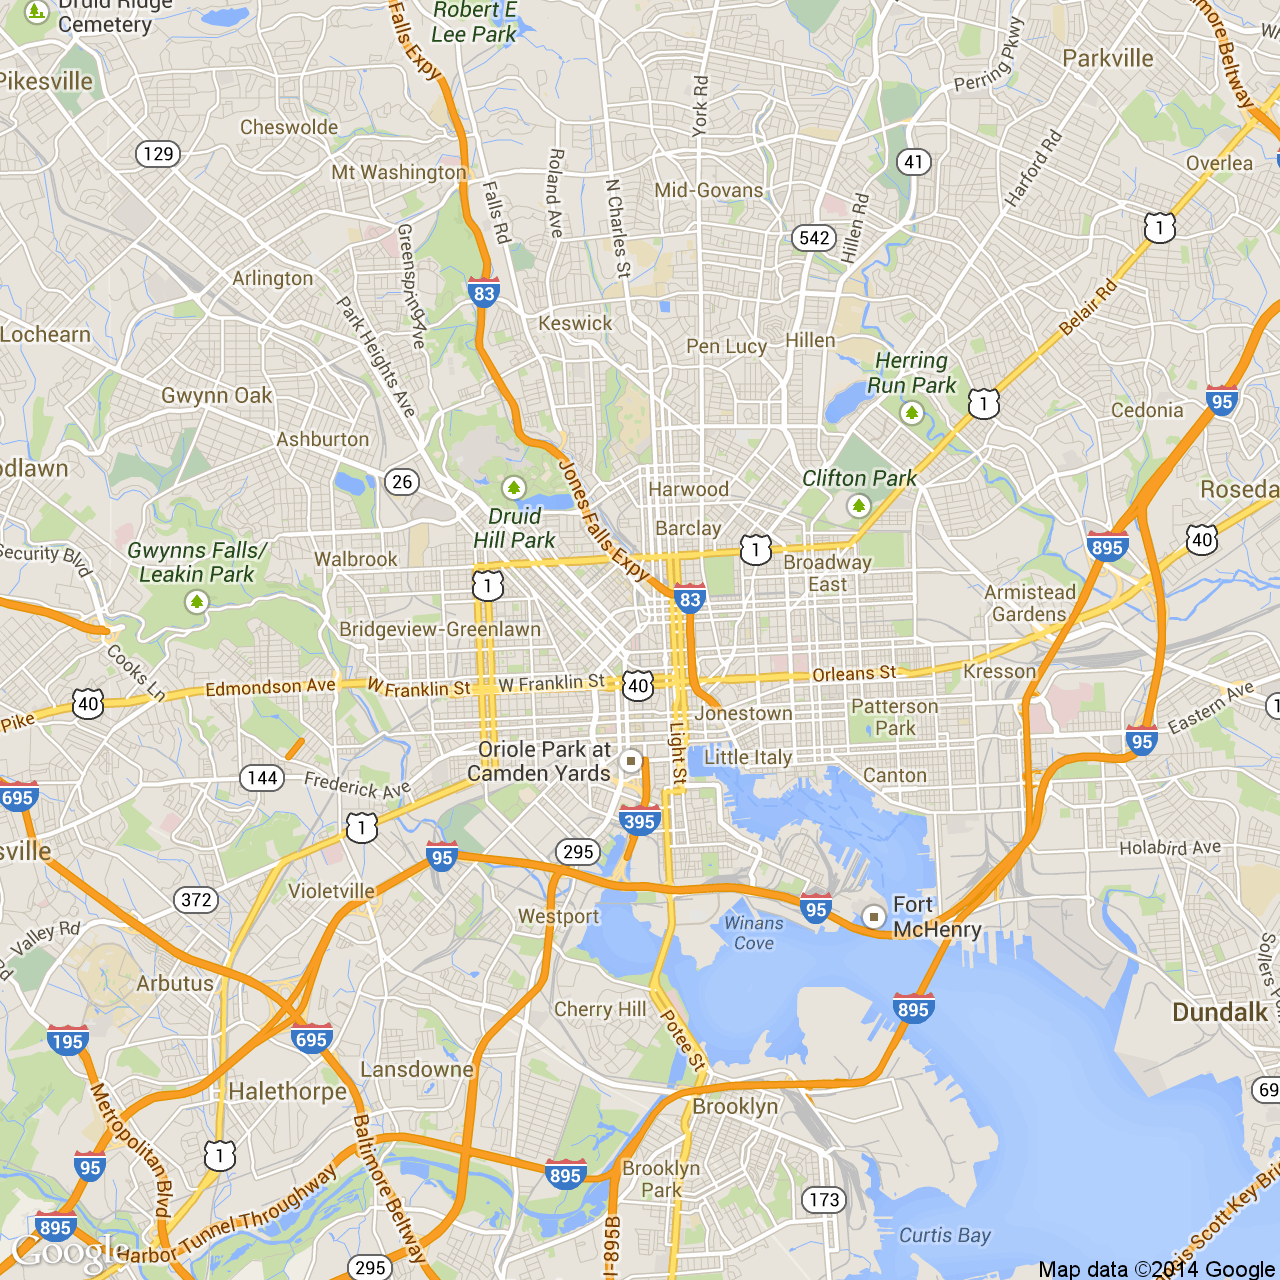 Druid Ridge
Cemetery
Robert E
Lee Park
Falls Expy
Pikesville
Parkville
Perring Pkwy
York Rd
Cheswolde
129
Mt Washington
Roland Ave
Falls Rd
N Charles St
Mid-Govans
41
Harford Rd
Overlea
1
542
Hillen Rd
Greenspring Ave
Arlington
83
Park Heights Ave
Lochearn
Keswick
Pen Lucy
Hillen
Belair Rd
Herring
Run Park
Gwynn Oak
1
95
Cedonia
Ashburton
odlawn
26
Clifton Park
Harwood
Roseda
Jones Falls Expy
Druid
Hill Park
Barclay
Security Blvd
Gwynns Falls/
Leakin Park
Walbrook
1
895
40
Broadway
East
1
83
Armistead
Gardens
Bridgeview-Greenlawn
Cooks Ln
Kresson
Orleans St
40
Edmondson Ave
W Franklin St
W Franklin St
40
Pike
Jonestown
Patterson
Park
Eastern Ave
95
Light St
Oriole Park at
Camden Yards
Little Italy
Canton
144
Frederick Ave
695
1
395
295
95
sville
Holabird Ave
Violetville
372
Westport
95
Winans
Cove
Fort
McHenry
Valley Rd
Arbutus
Cherry Hill
895
Dundalk
195
695
Potee St
Lansdowne
Halethorpe
Brooklyn
Metropolitan Blvd
Baltimore Beltway
1
95
895
Brooklyn
Park
173
895
Harbor Tunnel Throughway
I-895B
295
Curtis Bay
Google
Map data ©2014 Google